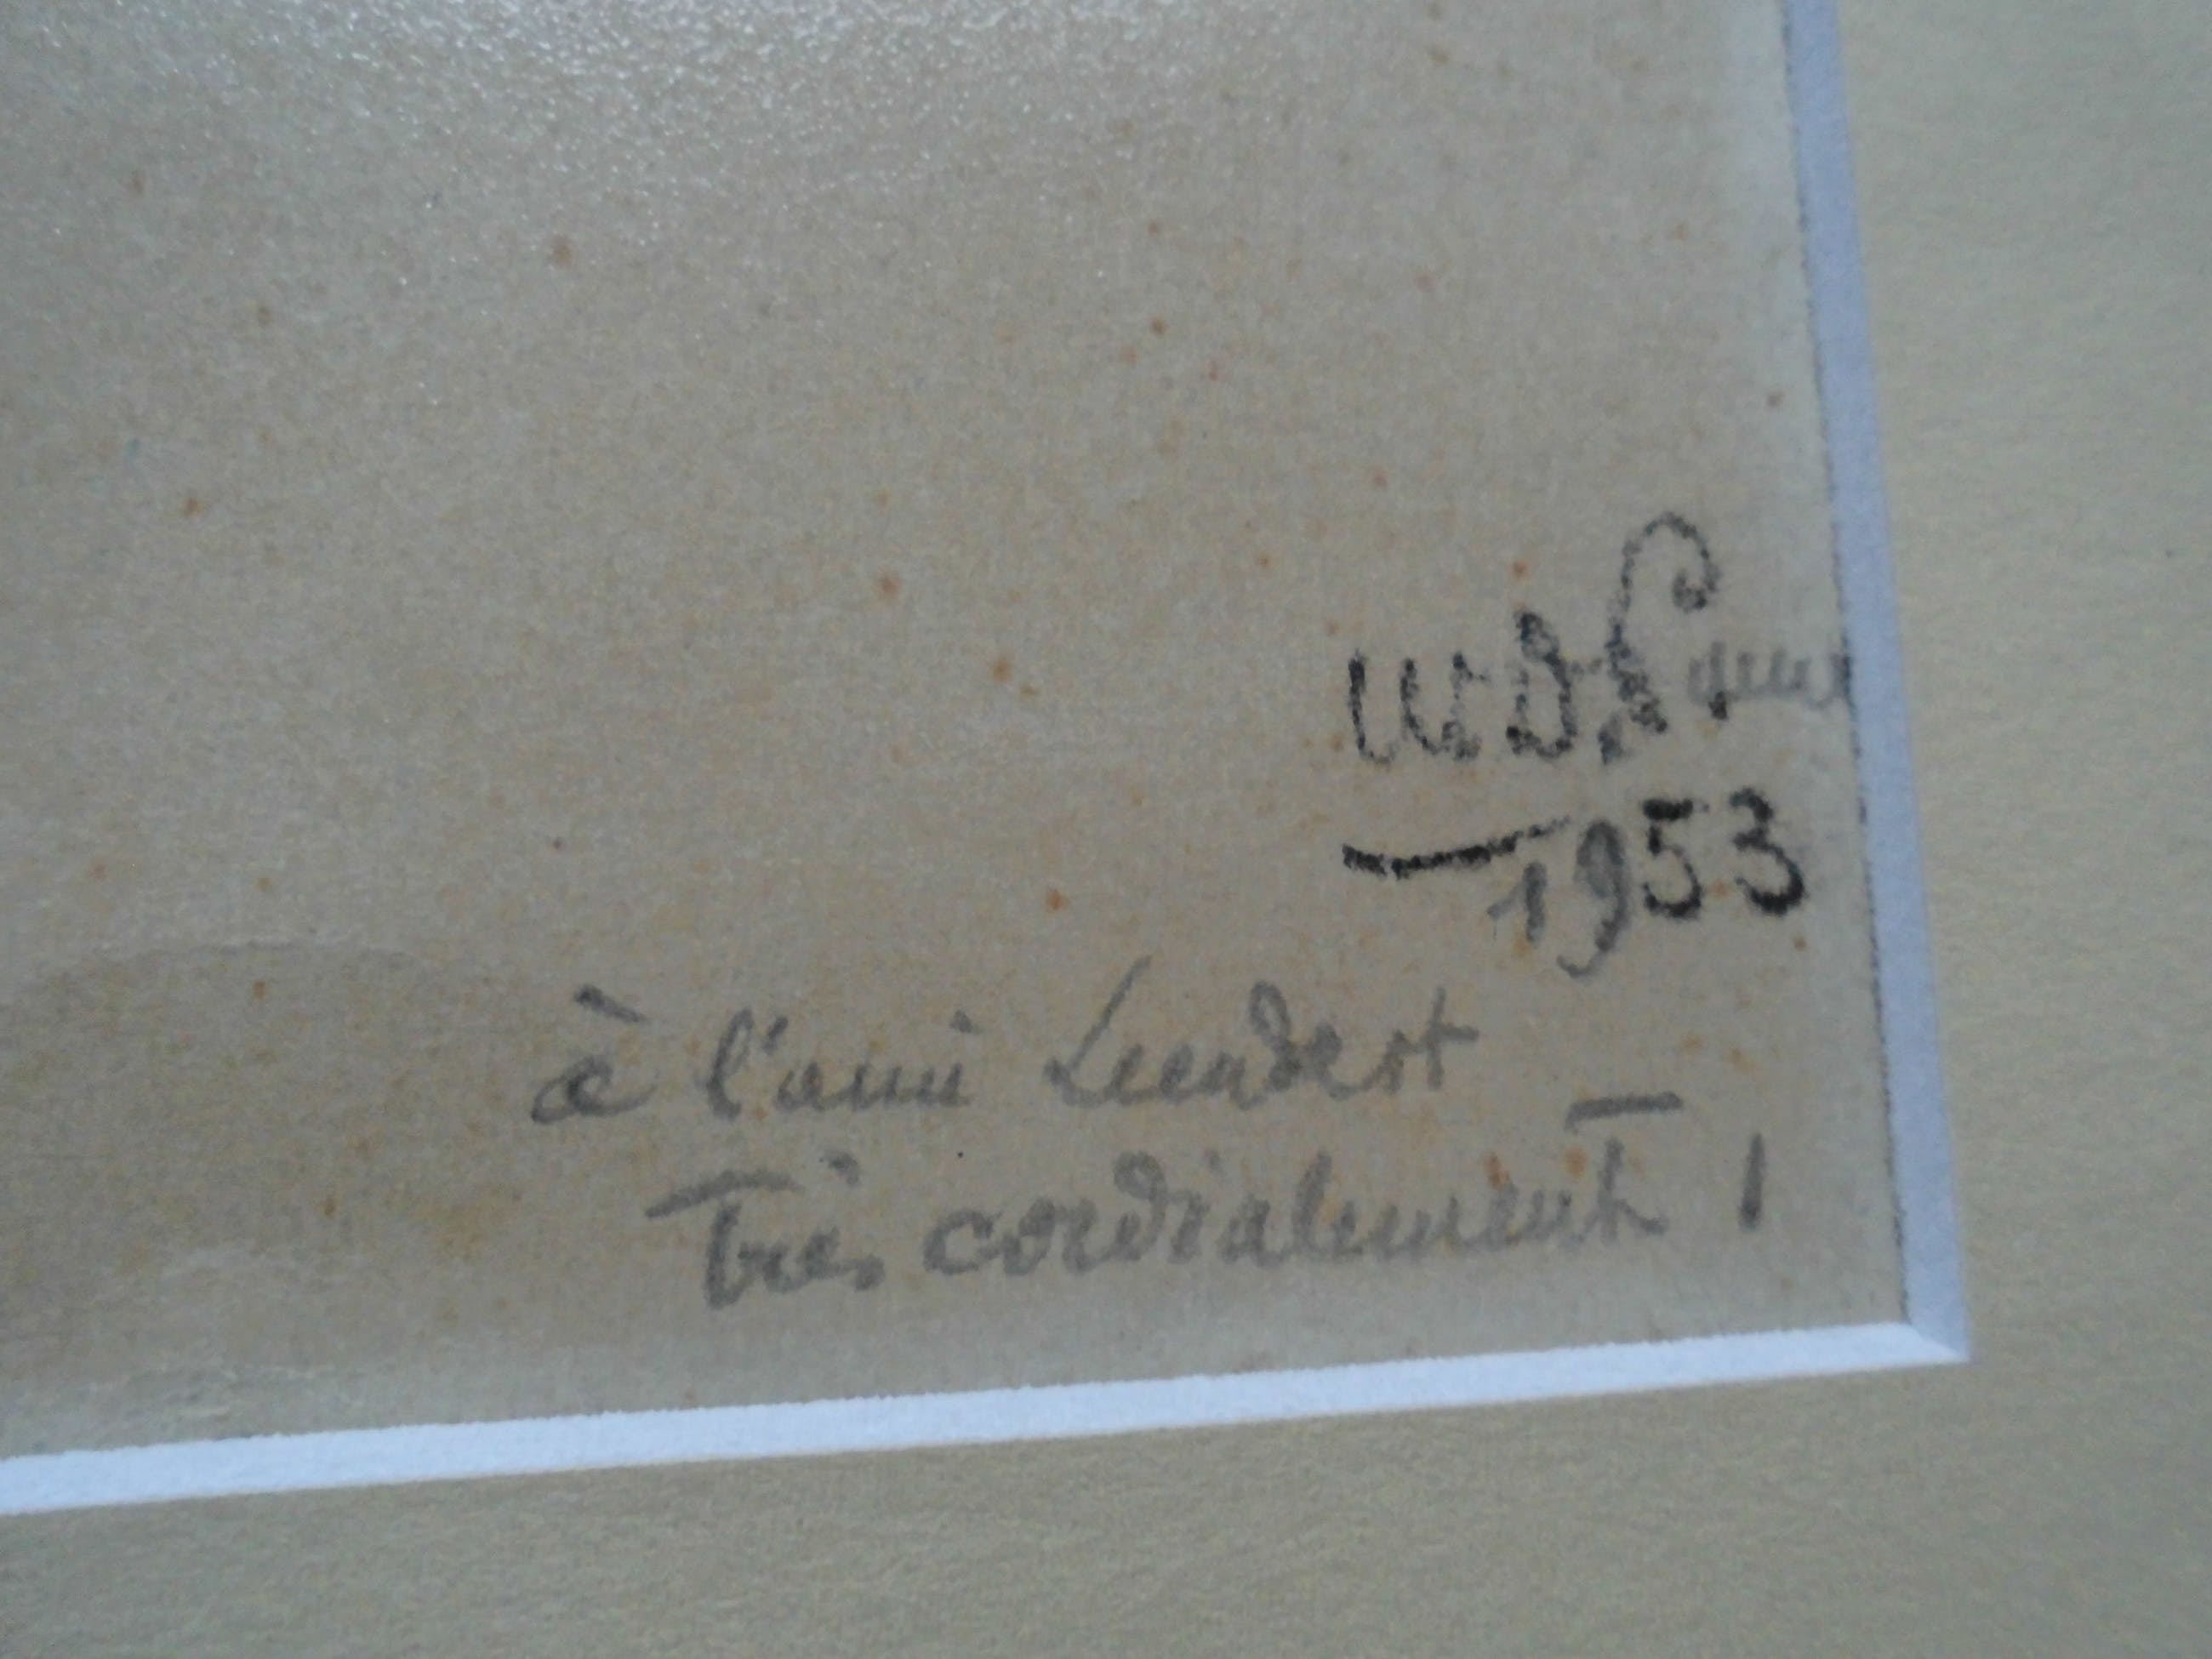 1953
à l'ami Leendert
Très cordialement !